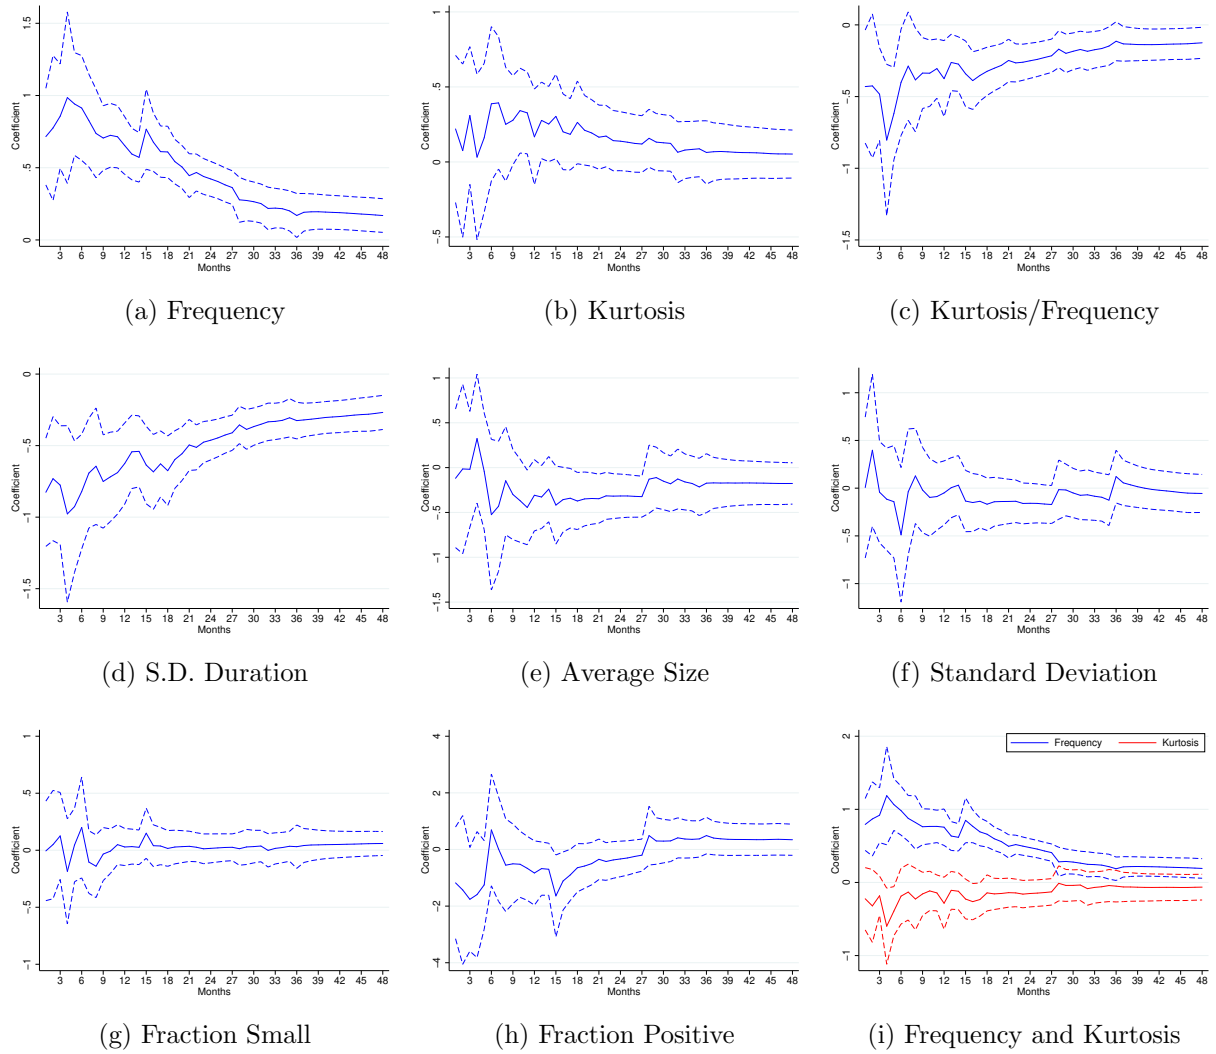 1.5
1
.5
0
Coefficient
3 6 9 12 15 18 21 24 27 30 33 36 39 42 45 48
Months
(a) Frequency
1
.5
0
-.5
Coefficient
3 6 9 12 15 18 21 24 27 30 33 36 39 42 45 48
Months
(b) Kurtosis
0
-.5
-1
-1.5
Coefficient
3 6 9 12 15 18 21 24 27 30 33 36 39 42 45 48
Months
(c) Kurtosis/Frequency
0
-.5
-1
-1.5
Coefficient
3 6 9 12 15 18 21 24 27 30 33 36 39 42 45 48
Months
(d) S.D. Duration
1
.5
0
-.5
-1
-1.5
Coefficient
3 6 9 12 15 18 21 24 27 30 33 36 39 42 45 48
Months
(e) Average Size
1
.5
0
-.5
-1
Coefficient
3 6 9 12 15 18 21 24 27 30 33 36 39 42 45 48
Months
(f) Standard Deviation
1
.5
0
-.5
-1
Coefficient
3 6 9 12 15 18 21 24 27 30 33 36 39 42 45 48
Months
(g) Fraction Small
4
2
0
-2
-4
Coefficient
3 6 9 12 15 18 21 24 27 30 33 36 39 42 45 48
Months
(h) Fraction Positive
Frequency Kurtosis
2
1
0
-1
Coefficient
3 6 9 12 15 18 21 24 27 30 33 36 39 42 45 48
Months
(i) Frequency and Kurtosis